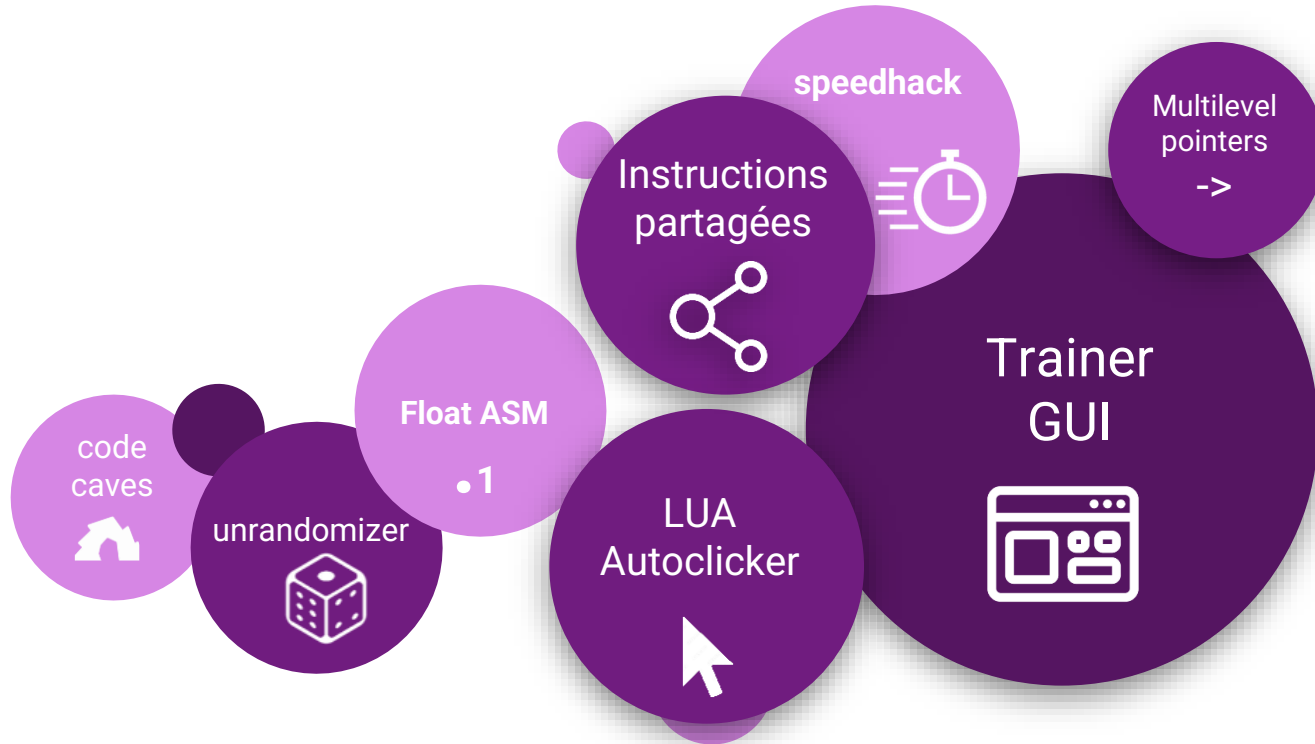 speedhack
Multilevel
pointers
->
Instructions
partagées
Trainer
GUI
Float ASM
.1
code
caves
unrandomizer
LUA
Autoclicker